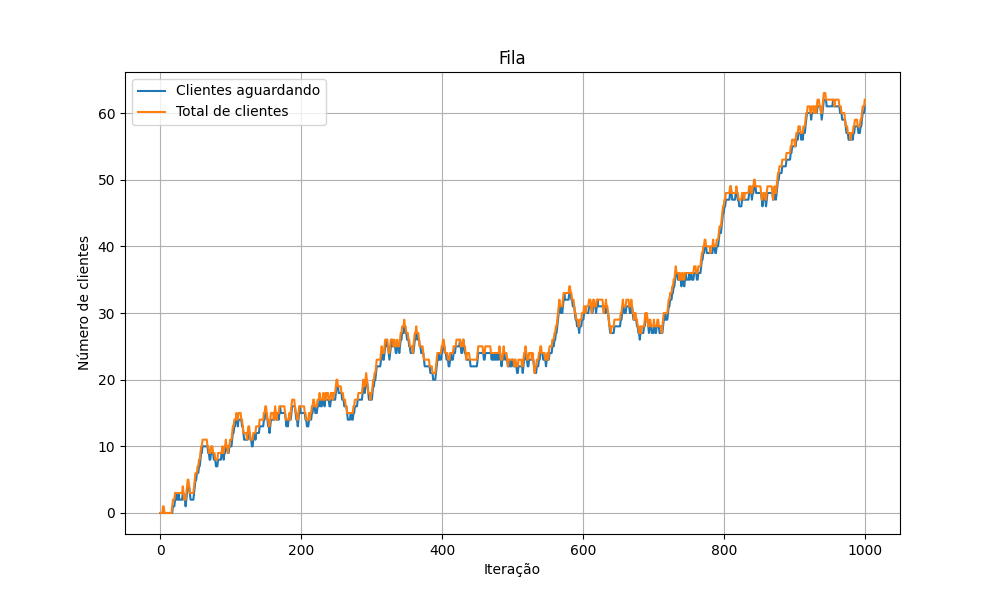 Fila
Clientes aguardando
Total de clientes
Número de clientes
60
50
40
30
20
10
0
0 200 400 600 800 1000
Iteração